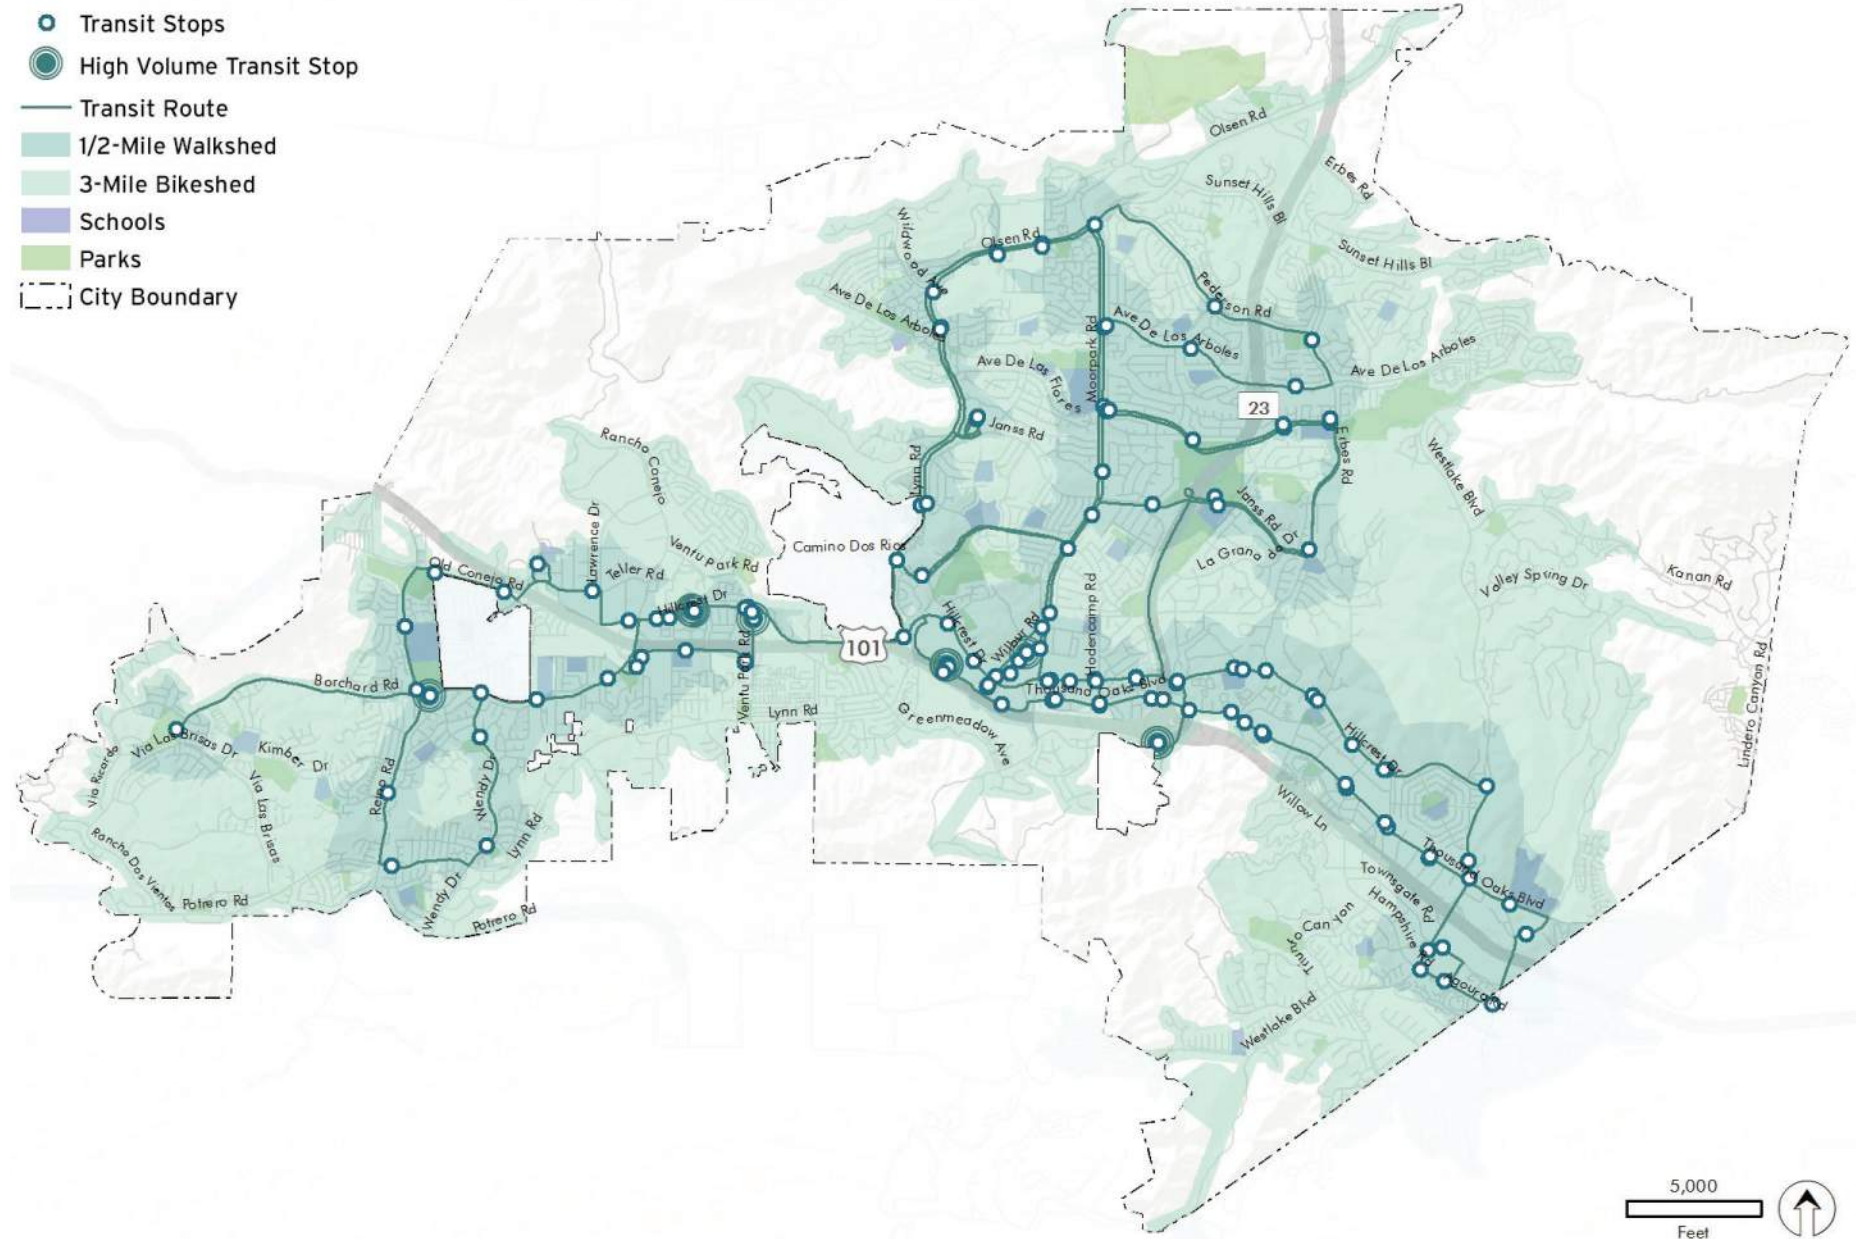 Transit Stops
High Volume Transit Stop
Transit Route
1/2-Mile Walkshed
3-Mile Bikeshed
Schools
Parks
City Boundary
Olsen Rd
Erbes Rd
Sunset Hills Bl
Wildwood Ave
Olsen Rd
Sunset Hills Bl
Ave De Los Arboles
Pederson Rd
Ave De Los Arboles
Moorpark Rd
Ave De Las Flores
Ave De Los Arboles
23
Janss Rd
Rancho Conejo
Lynn Rd
Erbes Rd
Westlake Blvd
Janss Rd
Lawrence Dr
Camino Dos Rios
Ventu Park Rd
La Granada Dr
Old Conejo Rd
Teller Rd
Valley Spring Dr
Kanan Rd
Hillcrest Dr
Hillcrest Dr
Wilbur Rd
Hodencamp Rd
101
Ventu Park Rd
Borchard Rd
Thousand Oaks Blvd
Lindero Canyon Rd
Lynn Rd
Greenmeadow Ave
Hillcrest Dr
Via Ricardo
Via Las Brisas Dr
Kimber Dr
Reino Rd
Wendy Dr
Via Las Brisas
Willow Ln
Lynn Rd
Rancho Dos Vientos
Thousand Oaks Blvd
Townsgate Rd
Hampshire Rd
Potrero Rd
Wendy Dr
Potrero Rd
Triunfo Canyon
Agoura Rd
Westlake Blvd
5,000
Feet